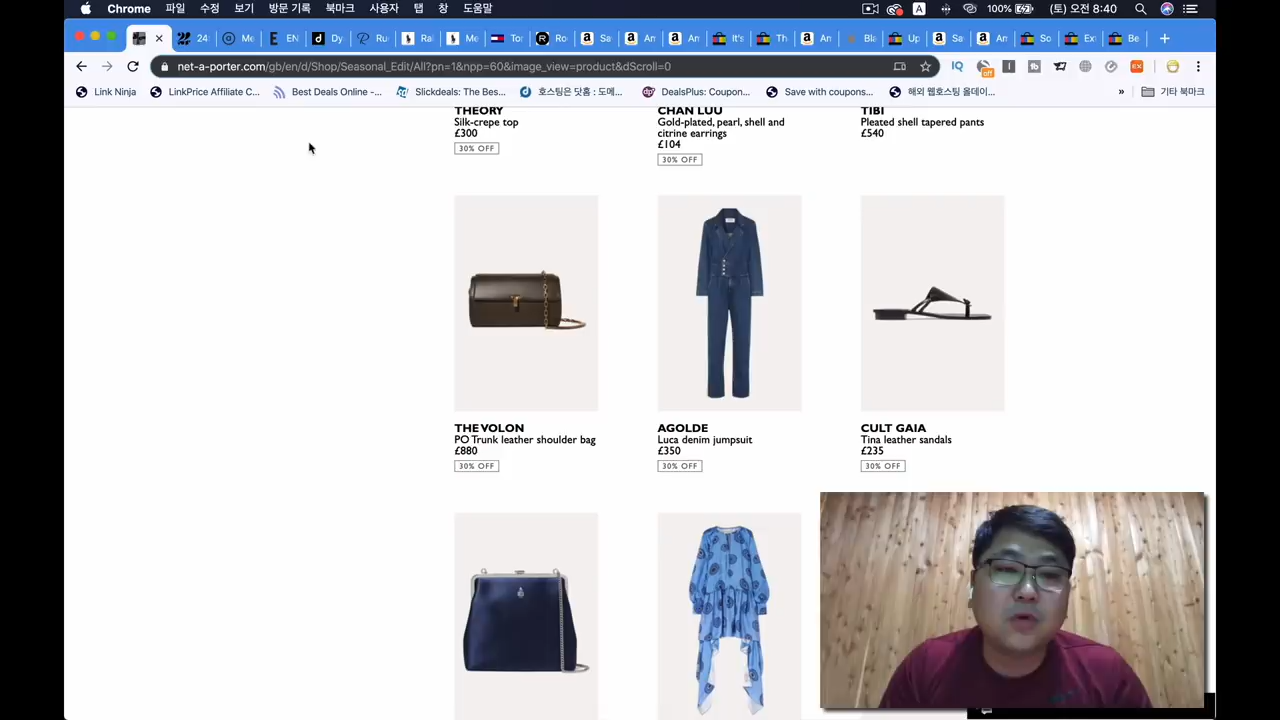 Chrome 파일 수정 보기 방문 기록 북마크 사용자 탭 창 도움말 A 100% (토) 오전 8:40
24 Me EN Dy Ru Ral Me Tor Ro Sa An An It's Th An Bla Up Sa An So Ex Be
net-a-porter.com/gb/en/d/Shop/Seasonal_Edit/All?pn=1&npp=60&image_view=product&dScroll=0 IQ off EX
Link Ninja LinkPrice Affiliate C... Best Deals Online -... Slickdeals: The Bes... 호스팅은 닷홈 : 도메... DealsPlus: Coupon... Save with coupons... 해외 웹호스팅 올데이... » 기타 북마크
THEORY
Silk-crepe top
£300
30% OFF
CHAN LUU
Gold-plated, pearl, shell and
citrine earrings
£104
30% OFF
TIBI
Pleated shell tapered pants
£540
THE VOLON
PO Trunk leather shoulder bag
£880
30% OFF
AGOLDE
Luca denim jumpsuit
£350
30% OFF
CULT GAIA
Tina leather sandals
£235
30% OFF